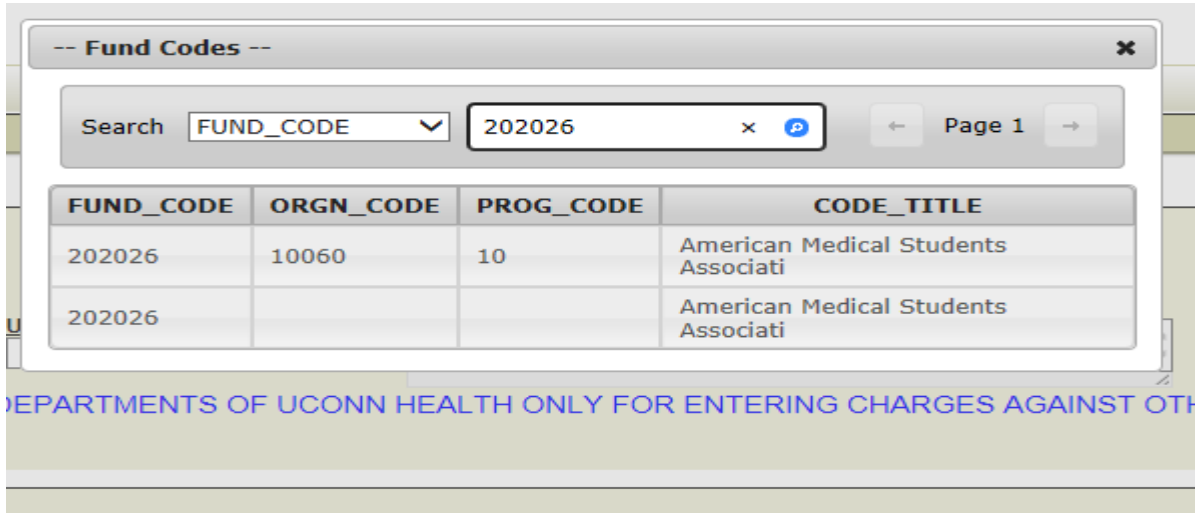 -- Fund Codes --
Search FUND_CODE 202026 Page 1
FUND_CODE ORGN_CODE PROG_CODE CODE_TITLE
202026 10060 10 American Medical Students
Associati
202026 American Medical Students
Associati
U
DEPARTMENTS OF UCONN HEALTH ONLY FOR ENTERING CHARGES AGAINST OTH